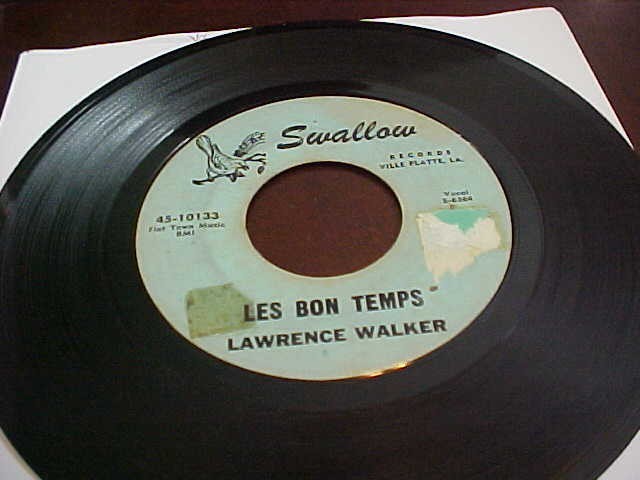 Swallow
RECORDS
VILLE PLATTE, LA.
45-10133
Flat Town Music
BMI
Vocal
LES BON TEMPS
LAWRENCE WALKER